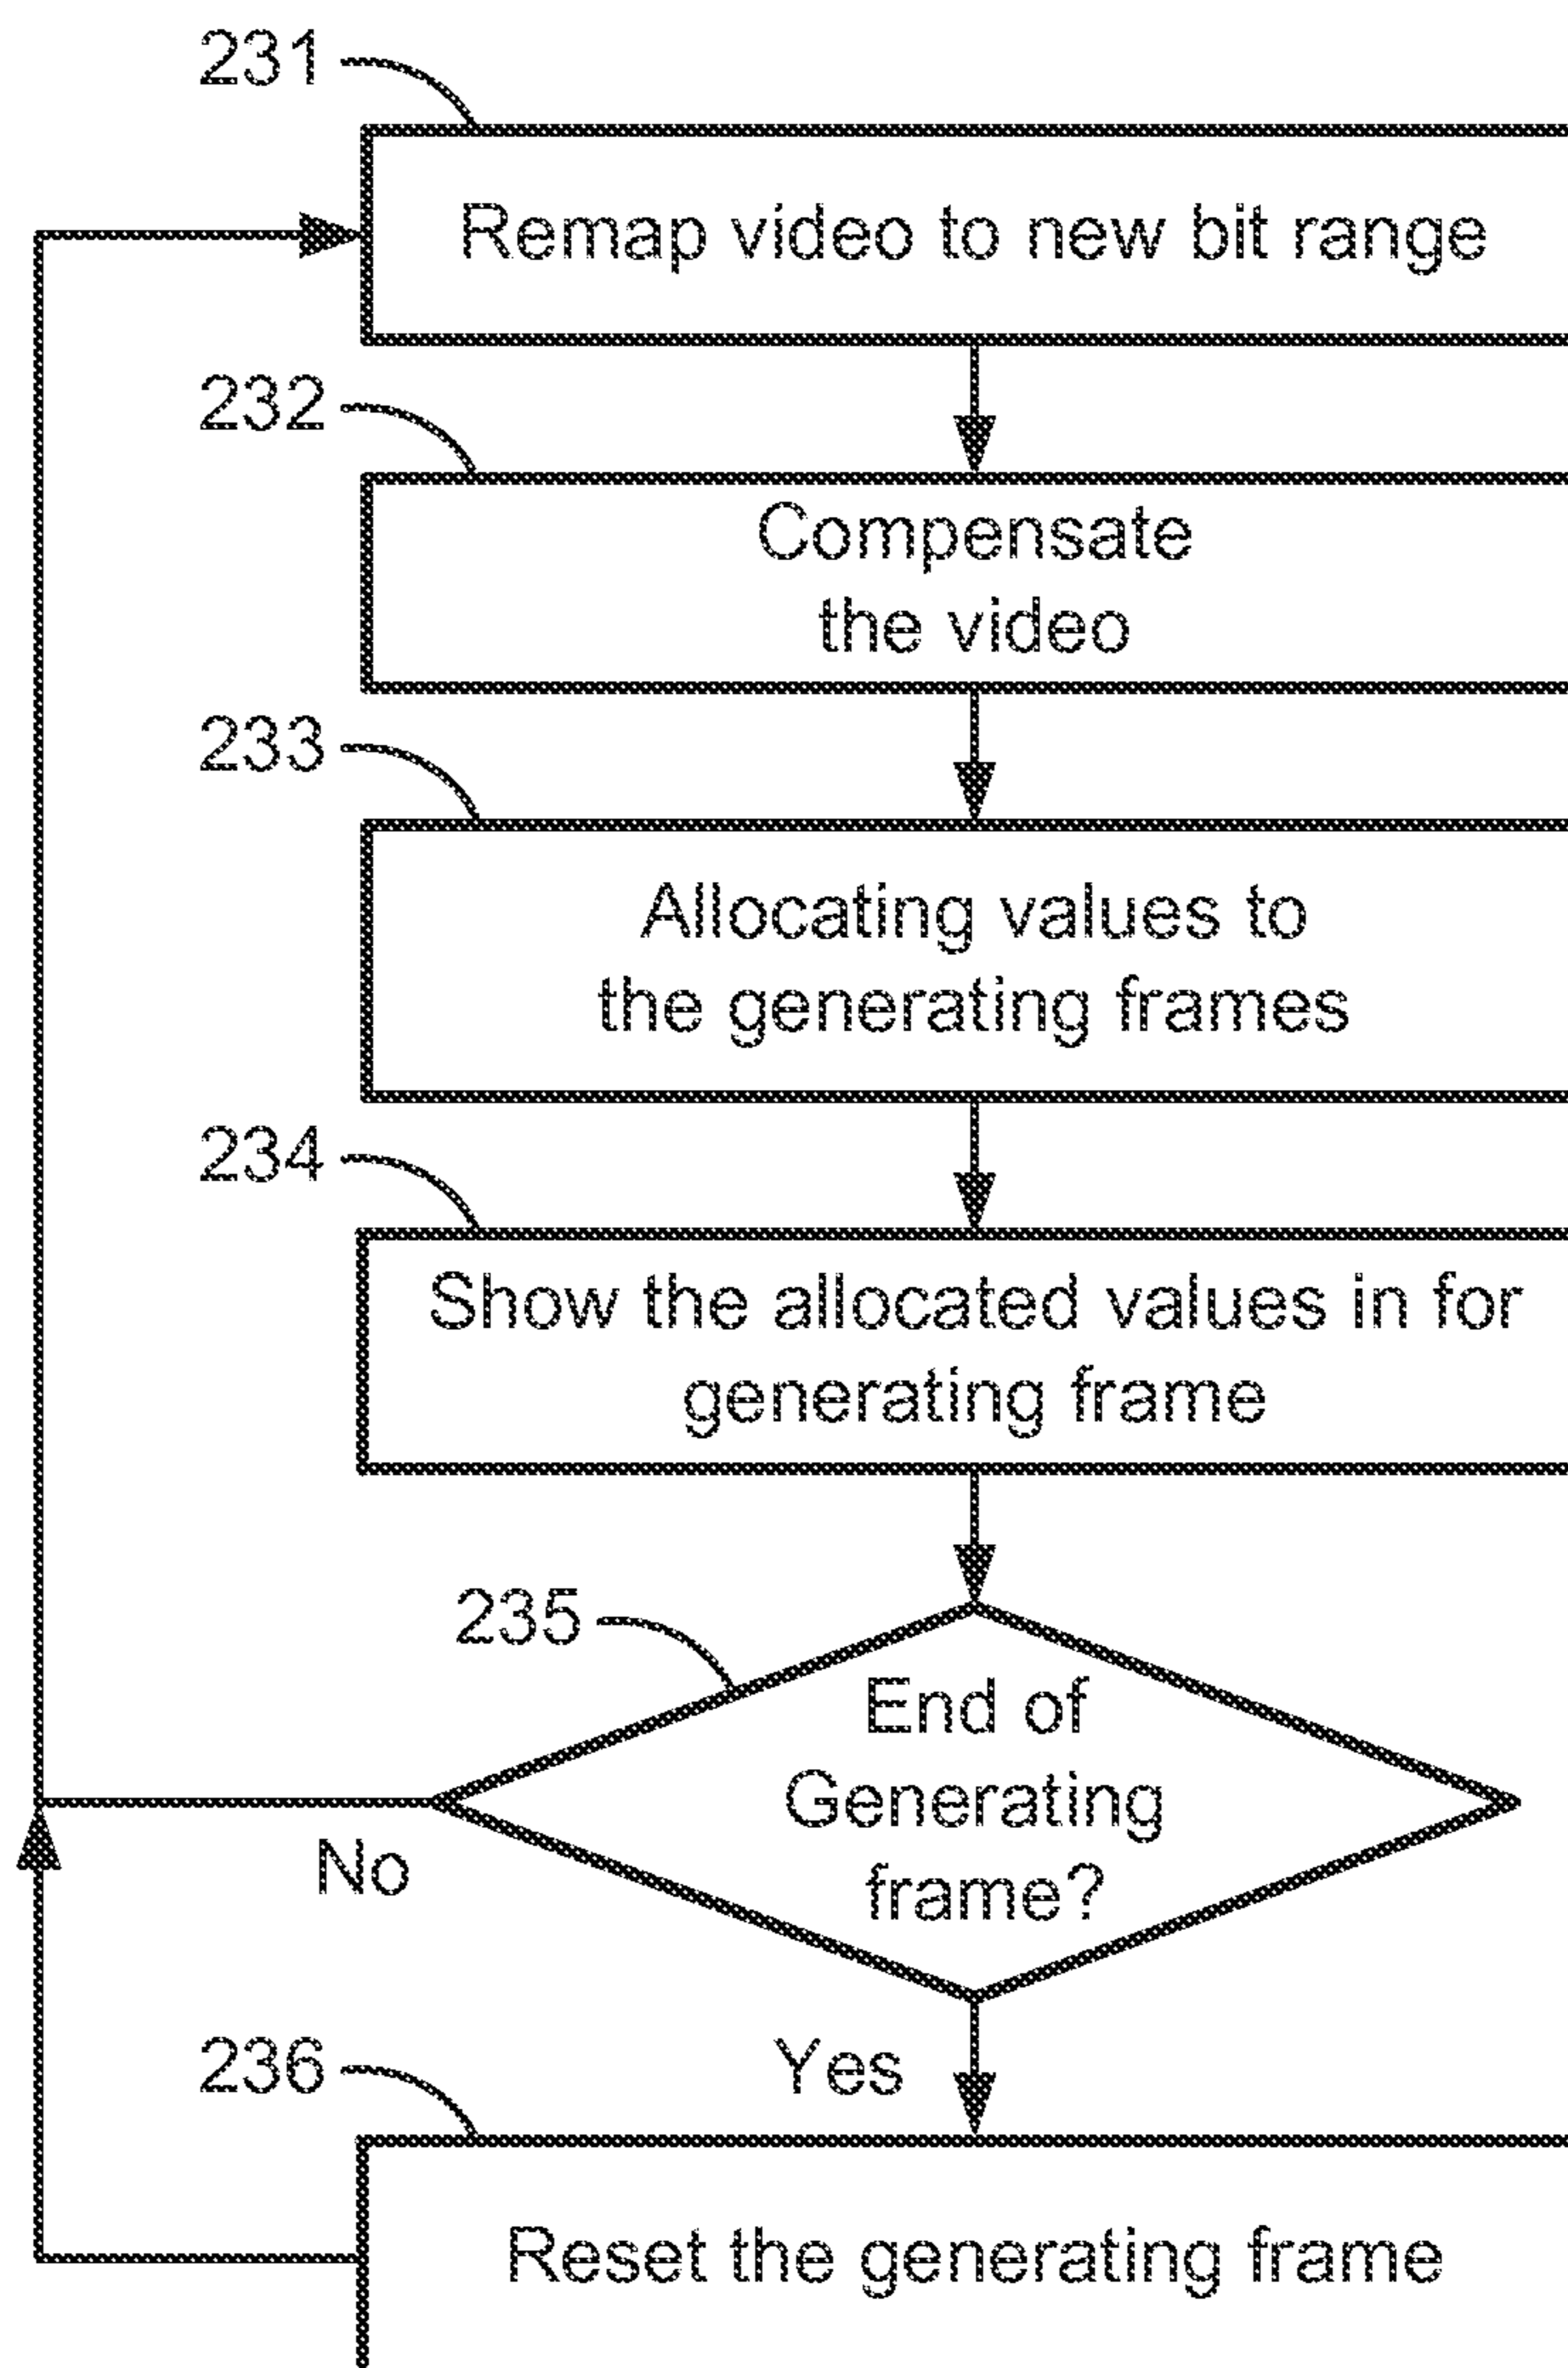 231
Remap video to new bit range
232
Compensate
the video
233
Allocating values to
the generating frames
234
Show the allocated values in for
generating frame
235
End of
Generating
frame?
No
Yes
236
Reset the generating frame